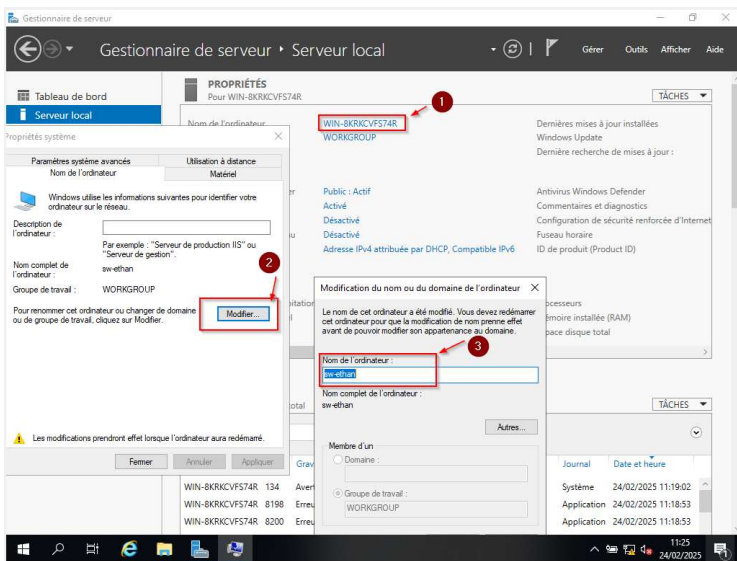 Gestionnaire de serveur
Gestionnaire de serveur • Serveur local
Gérer Outils Afficher Aide
Tableau de bord
Serveur local
PROPRIÉTÉS
Pour WIN-8KRKCVFS74R
TÂCHES
1
Nom de l'ordinateur
WIN-8KRKCVFS74R
WORKGROUP
Dernières mises à jour installées
Windows Update
Dernière recherche de mises à jour :
Public : Actif
Activé
Désactivé
Désactivé
Adresse IPv4 attribuée par DHCP, Compatible IPv6
Antivirus Windows Defender
Commentaires et diagnostics
Configuration de sécurité renforcée d'Internet
Fuseau horaire
ID de produit (Product ID)
Propriétés système
Paramètres système avancés
Utilisation à distance
Nom de l'ordinateur
Matériel
Windows utilise les informations suivantes pour identifier votre
ordinateur sur le réseau.
Description de
l'ordinateur :
Par exemple : "Serveur de production IIS" ou
"Serveur de gestion".
Nom complet de
l'ordinateur :
sw-ethan
Groupe de travail :
WORKGROUP
2
Pour renommer cet ordinateur ou changer de domaine
ou de groupe de travail, cliquez sur Modifier.
Modifier...
Les modifications prendront effet lorsque l'ordinateur aura redémarré.
Fermer
Annuler
Appliquer
Modification du nom ou du domaine de l'ordinateur
Le nom de cet ordinateur a été modifié. Vous devez redémarrer
cet ordinateur pour que la modification de nom prenne effet
avant de pouvoir modifier son appartenance au domaine.
3
Nom de l'ordinateur :
sw-ethan
Nom complet de l'ordinateur :
sw-ethan
Autres...
Membre d'un
Domaine :
Groupe de travail :
WORKGROUP
ocesseurs
émoire installée (RAM)
pace disque total
total
TÂCHES
Grav
Journal
Date et heure
WIN-8KRKCVFS74R 134 Avert
Système 24/02/2025 11:19:02
WIN-8KRKCVFS74R 8198 Erreu
Application 24/02/2025 11:18:53
WIN-8KRKCVFS74R 8200 Erreu
Application 24/02/2025 11:18:53
11:25
24/02/2025
1